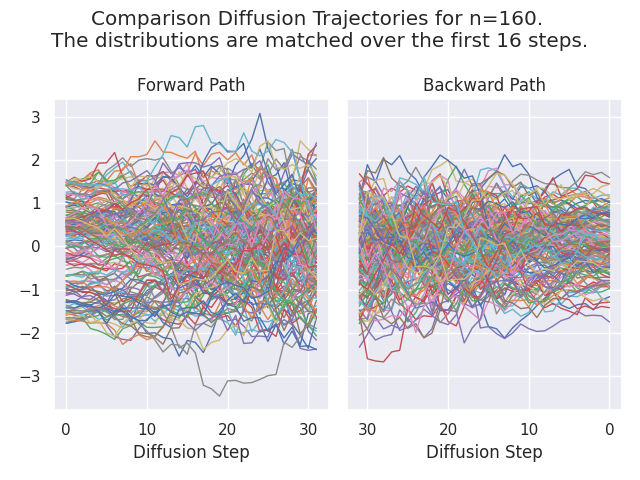 Comparison Diffusion Trajectories for n=160.
The distributions are matched over the first 16 steps.
Forward Path
Backward Path
3
2
1
0
−1
−2
−3
0 10 20 30
30 20 10 0
Diffusion Step
Diffusion Step